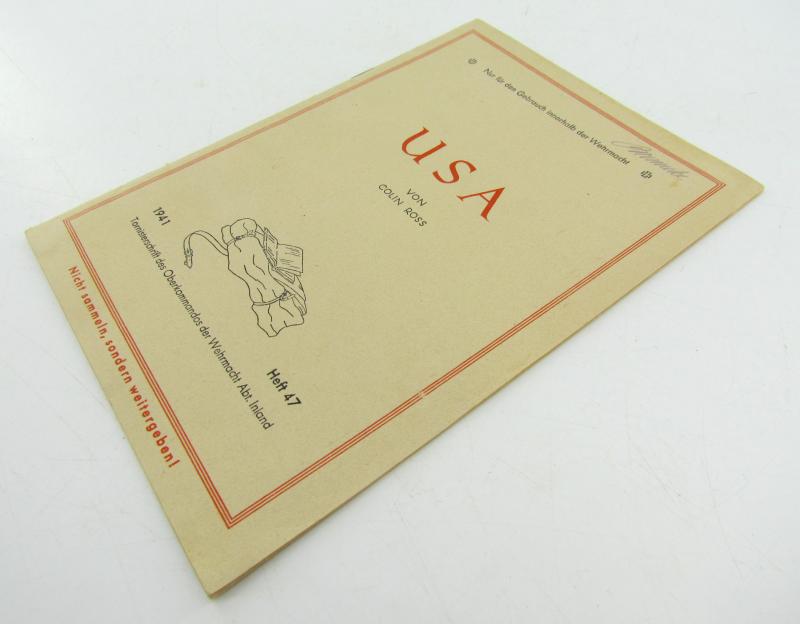 Nur für den Gebrauch innerhalb der Wehrmacht
USA
VON
COLIN ROSS
1941
Heft 47
Tornisterschrift des Oberkommandos der Wehrmacht Abt. Inland
Nicht sammeln, sondern weitergeben!